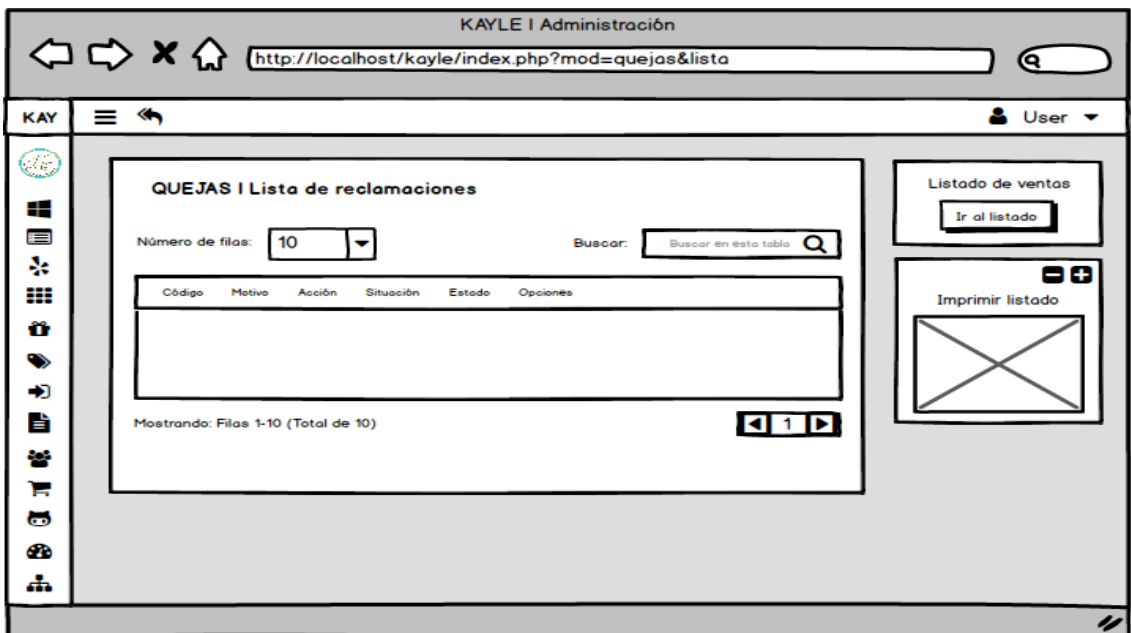 KAYLE I Administración
http://localhost/kayle/index.php?mod=quejas&lista
KAY
User
QUEJAS I Lista de reclamaciones
Número de filas: 10
Buscar: Buscar en esta tabla
Código Motivo Acción Situación Estado Opciones
Mostrando: Filas 1-10 (Total de 10)
1
Listado de ventas
Ir al listado
Imprimir listado